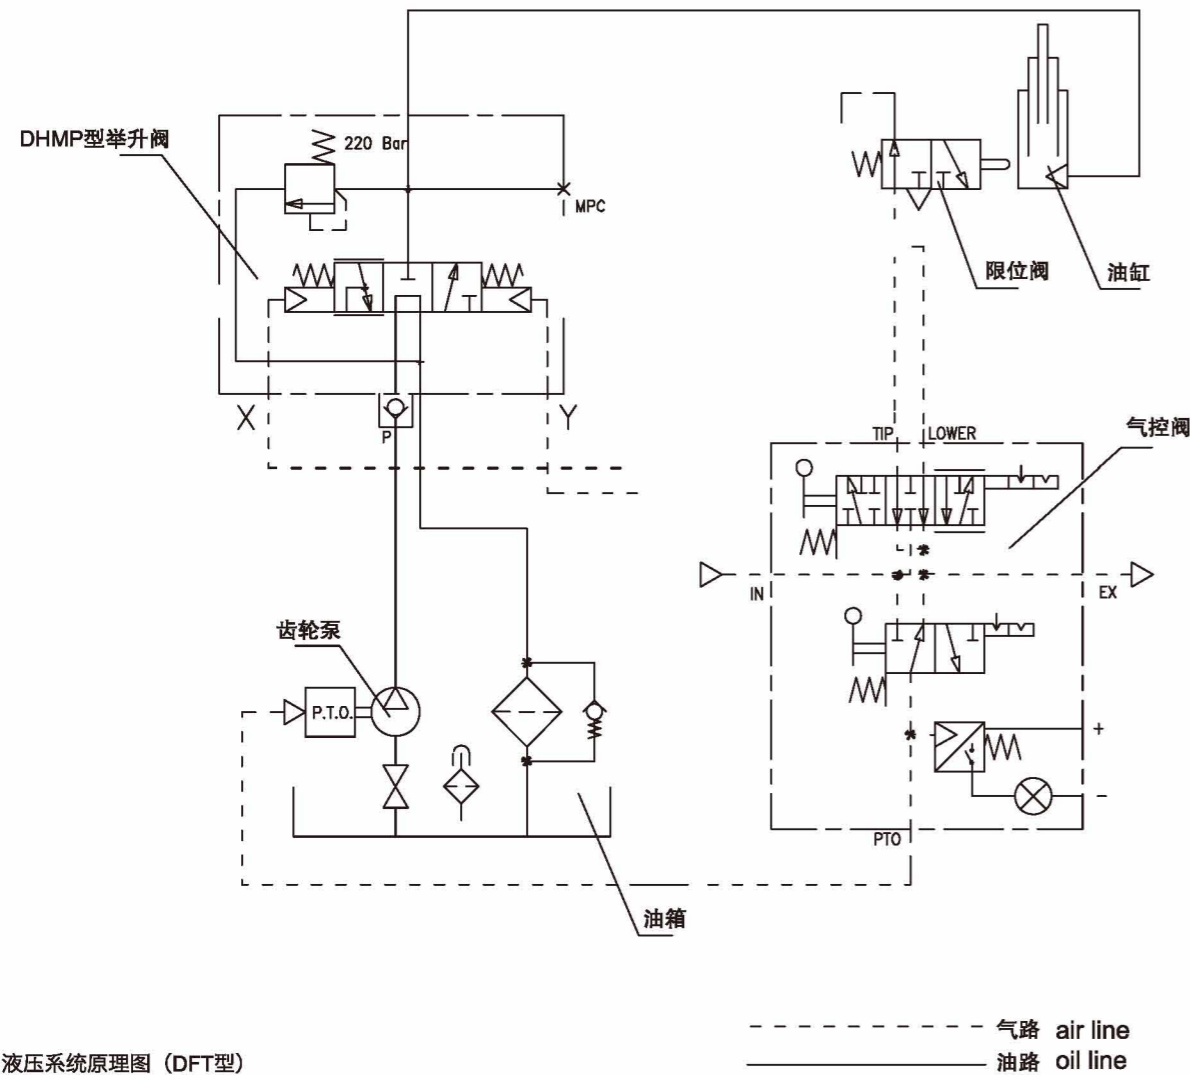 DHMP型举升阀
220 Bar
MPC
限位阀
油缸
X
Y
P
TIP
LOWER
气控阀
IN
EX
齿轮泵
P.T.O.
+
−
PTO
油箱
气路 air line
油路 oil line
液压系统原理图（DFT型）